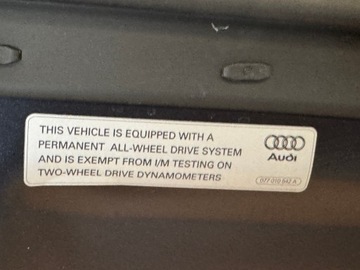 THIS VEHICLE IS EQUIPPED WITH A
PERMANENT ALL-WHEEL DRIVE SYSTEM
AND IS EXEMPT FROM I/M TESTING ON
TWO-WHEEL DRIVE DYNAMOMETERS
Audi